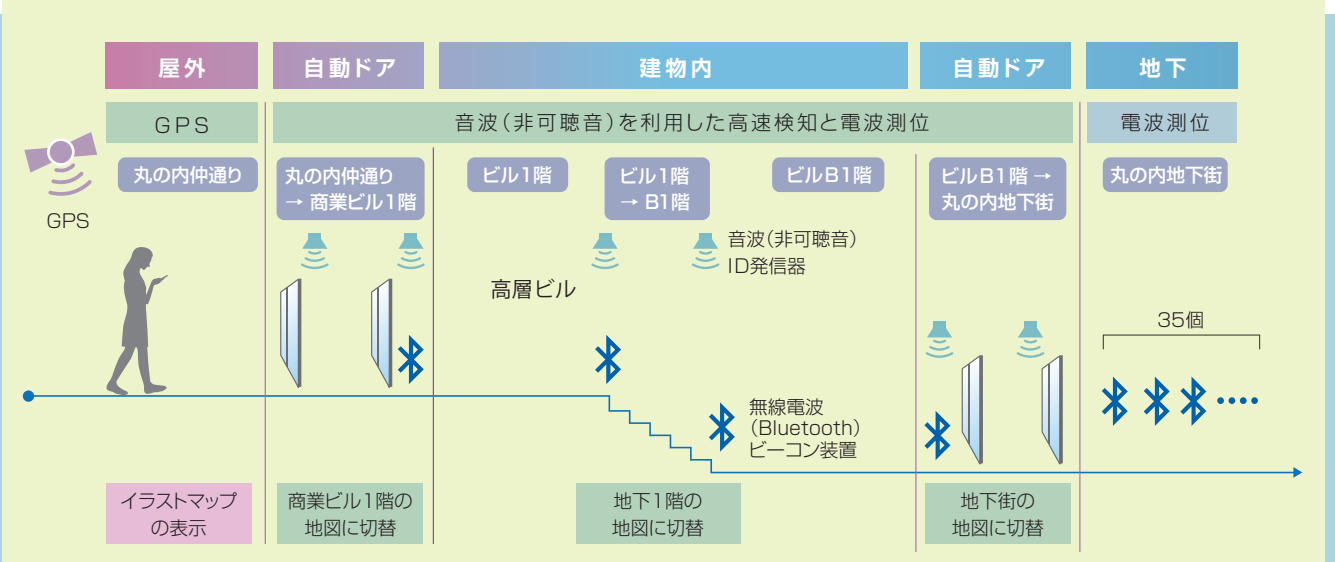 屋外
自動ドア
建物内
自動ドア
地下
GPS
音波(非可聴音)を利用した高速検知と電波測位
電波測位
GPS
丸の内仲通り
丸の内仲通り
→ 商業ビル1階
ビル1階
ビル1階
→ B1階
ビルB1階
ビルB1階 →
丸の内地下街
丸の内地下街
音波(非可聴音)
ID発信器
高層ビル
35個
無線電波
(Bluetooth)
ビーコン装置
イラストマップ
の表示
商業ビル1階の
地図に切替
地下1階の
地図に切替
地下街の
地図に切替